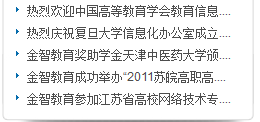 热烈欢迎中国高等教育学会教育信息....
热烈庆祝复旦大学信息化办公室成立....
金智教育奖助学金天津中医药大学颁....
金智教育成功举办“2011苏皖高职高....
金智教育参加江苏省高校网络技术专....